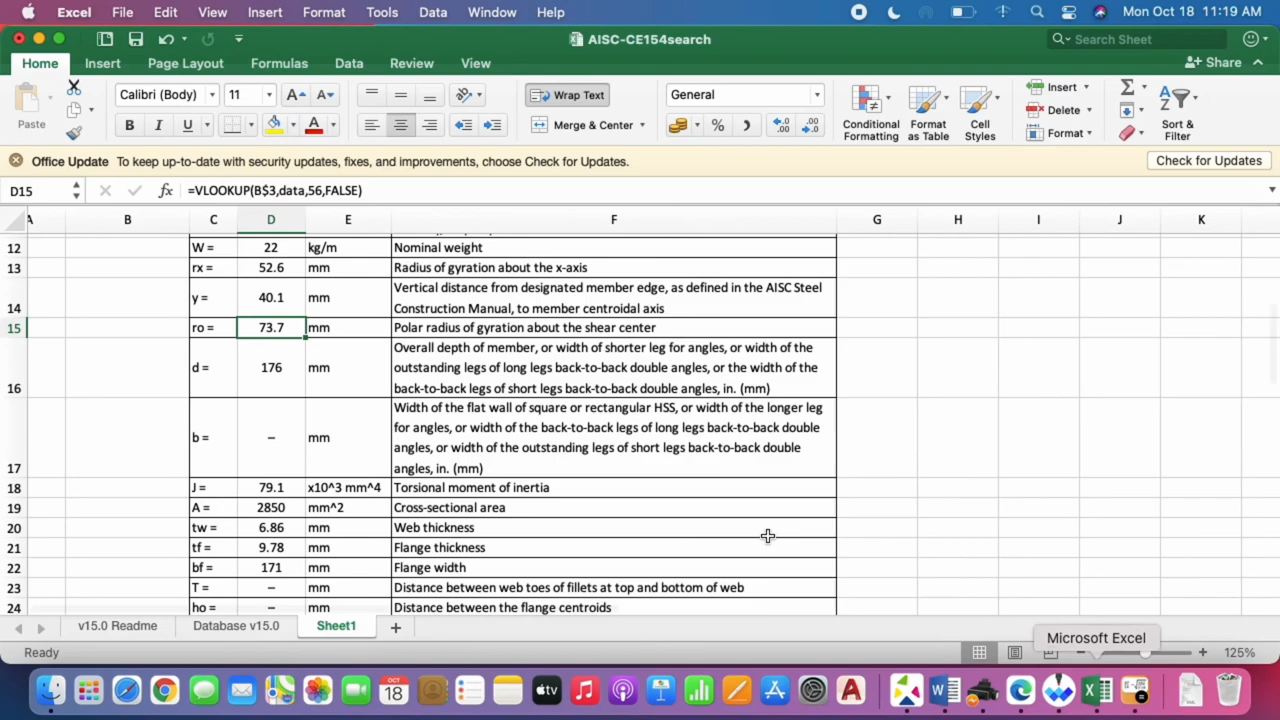 Excel File Edit View Insert Format Tools Data Window Help Mon Oct 18 11:19 AM
AISC-CE154search
Search Sheet
Home Insert Page Layout Formulas Data Review View Share
Paste
Calibri (Body) 11 A A
B I U A
Wrap Text
Merge & Center
General
% 
Conditional Formatting
Format as Table
Cell Styles
Insert
Delete
Format
Sort & Filter
Office Update To keep up-to-date with security updates, fixes, and improvements, choose Check for Updates. Check for Updates
D15 fx =VLOOKUP(B$3,data,56,FALSE)
A B C D E F G H I J K
12 W = 22 kg/m Nominal weight
13 rx = 52.6 mm Radius of gyration about the x-axis
Vertical distance from designated member edge, as defined in the AISC Steel
14 y = 40.1 mm Construction Manual, to member centroidal axis
15 ro = 73.7 mm Polar radius of gyration about the shear center
Overall depth of member, or width of shorter leg for angles, or width of the
d = 176 mm outstanding legs of long legs back-to-back double angles, or the width of the
16 back-to-back legs of short legs back-to-back double angles, in. (mm)
Width of the flat wall of square or rectangular HSS, or width of the longer leg
for angles, or width of the back-to-back legs of long legs back-to-back double
b = – mm angles, or width of the outstanding legs of short legs back-to-back double
17 angles, in. (mm)
18 J = 79.1 x10^3 mm^4 Torsional moment of inertia
19 A = 2850 mm^2 Cross-sectional area
20 tw = 6.86 mm Web thickness
21 tf = 9.78 mm Flange thickness
22 bf = 171 mm Flange width
23 T = – mm Distance between web toes of fillets at top and bottom of web
24 ho = – mm Distance between the flange centroids
v15.0 Readme Database v15.0 Sheet1 +
Microsoft Excel
Ready 125%
OCT
18
tv